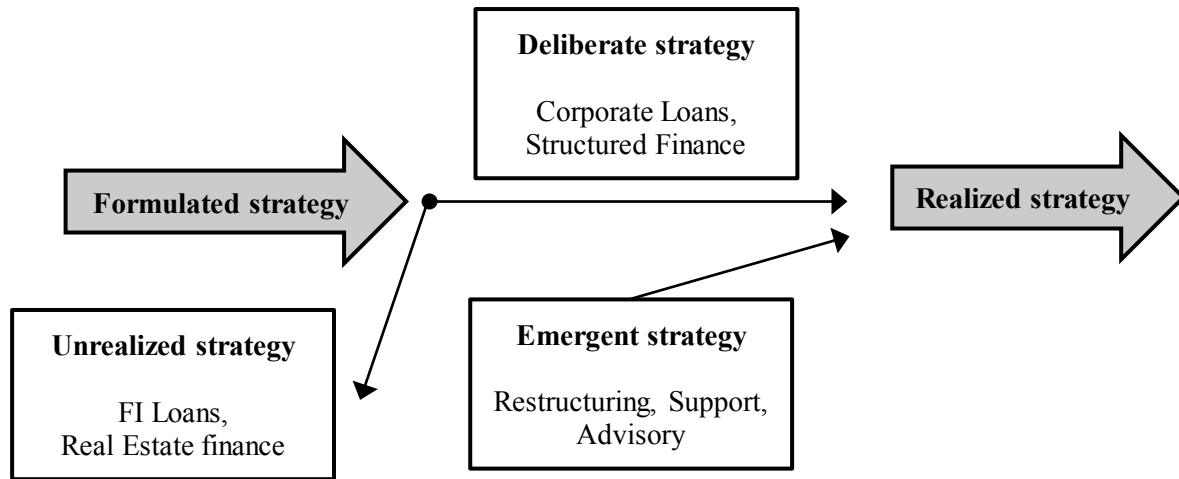 Deliberate strategy
Corporate Loans,
Structured Finance
Formulated strategy
Realized strategy
Unrealized strategy
FI Loans,
Real Estate finance
Emergent strategy
Restructuring, Support,
Advisory